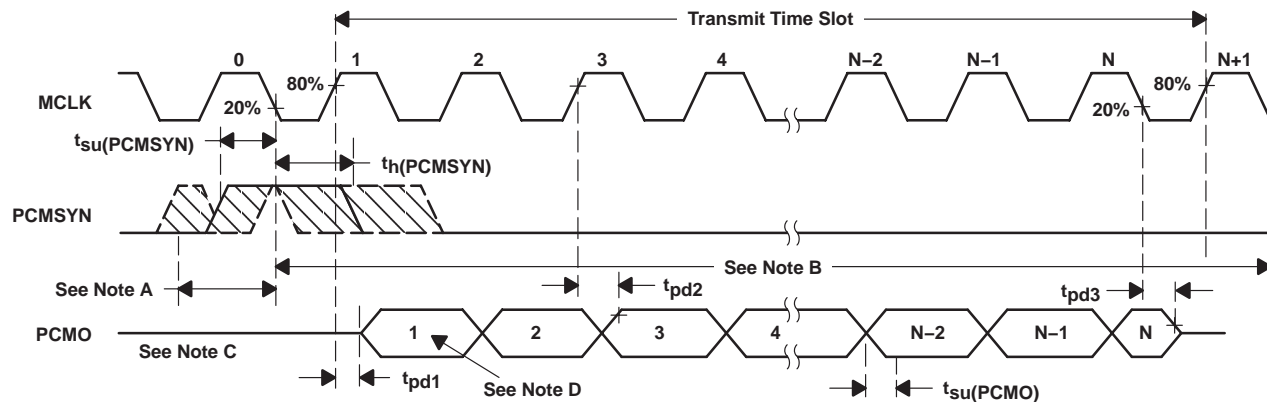 Transmit Time Slot
0 1 2 3 4 N–2 N–1 N N+1
MCLK
80%
20%
80%
20%
tsu(PCMSYN)
th(PCMSYN)
PCMSYN
See Note B
See Note A
tpd2
tpd3
PCMO
1 2 3 4 N–2 N–1 N
See Note C
tpd1
See Note D
tsu(PCMO)